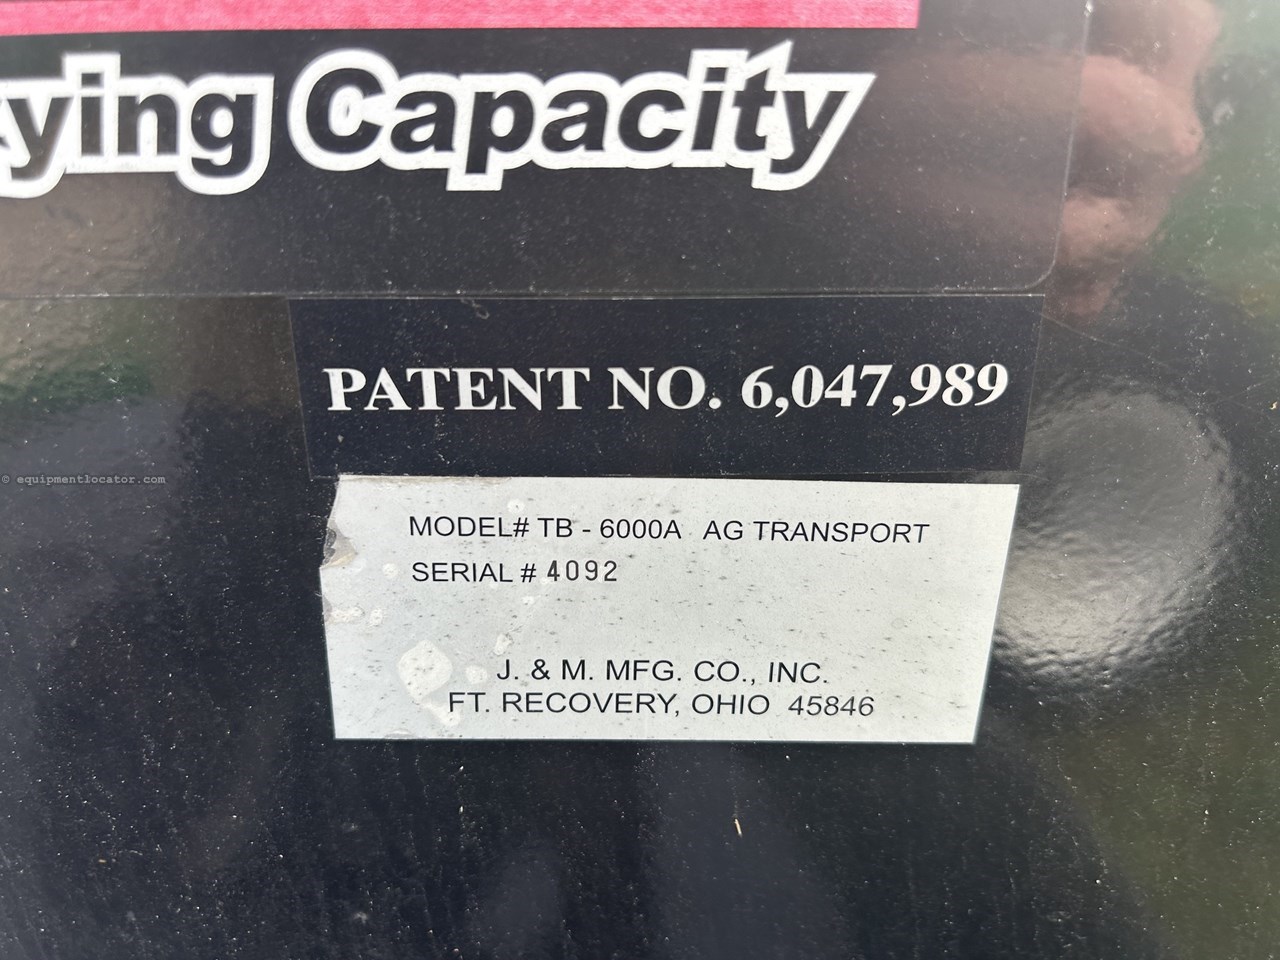 Capacity
PATENT NO. 6,047,989
© equipmentlocator.com
MODEL# TB - 6000A AG TRANSPORT
SERIAL # 4092
J. & M. MFG. CO., INC.
FT. RECOVERY, OHIO 45846